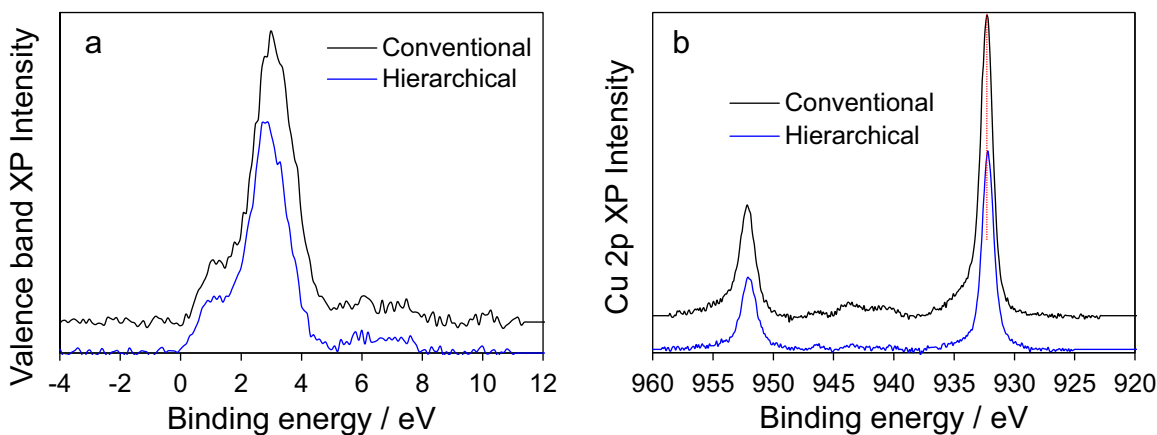 a
Conventional
Hierarchical
Valence band XP Intensity
-4 -2 0 2 4 6 8 10 12
Binding energy / eV
b
Conventional
Hierarchical
Cu 2p XP Intensity
960 955 950 945 940 935 930 925 920
Binding energy / eV